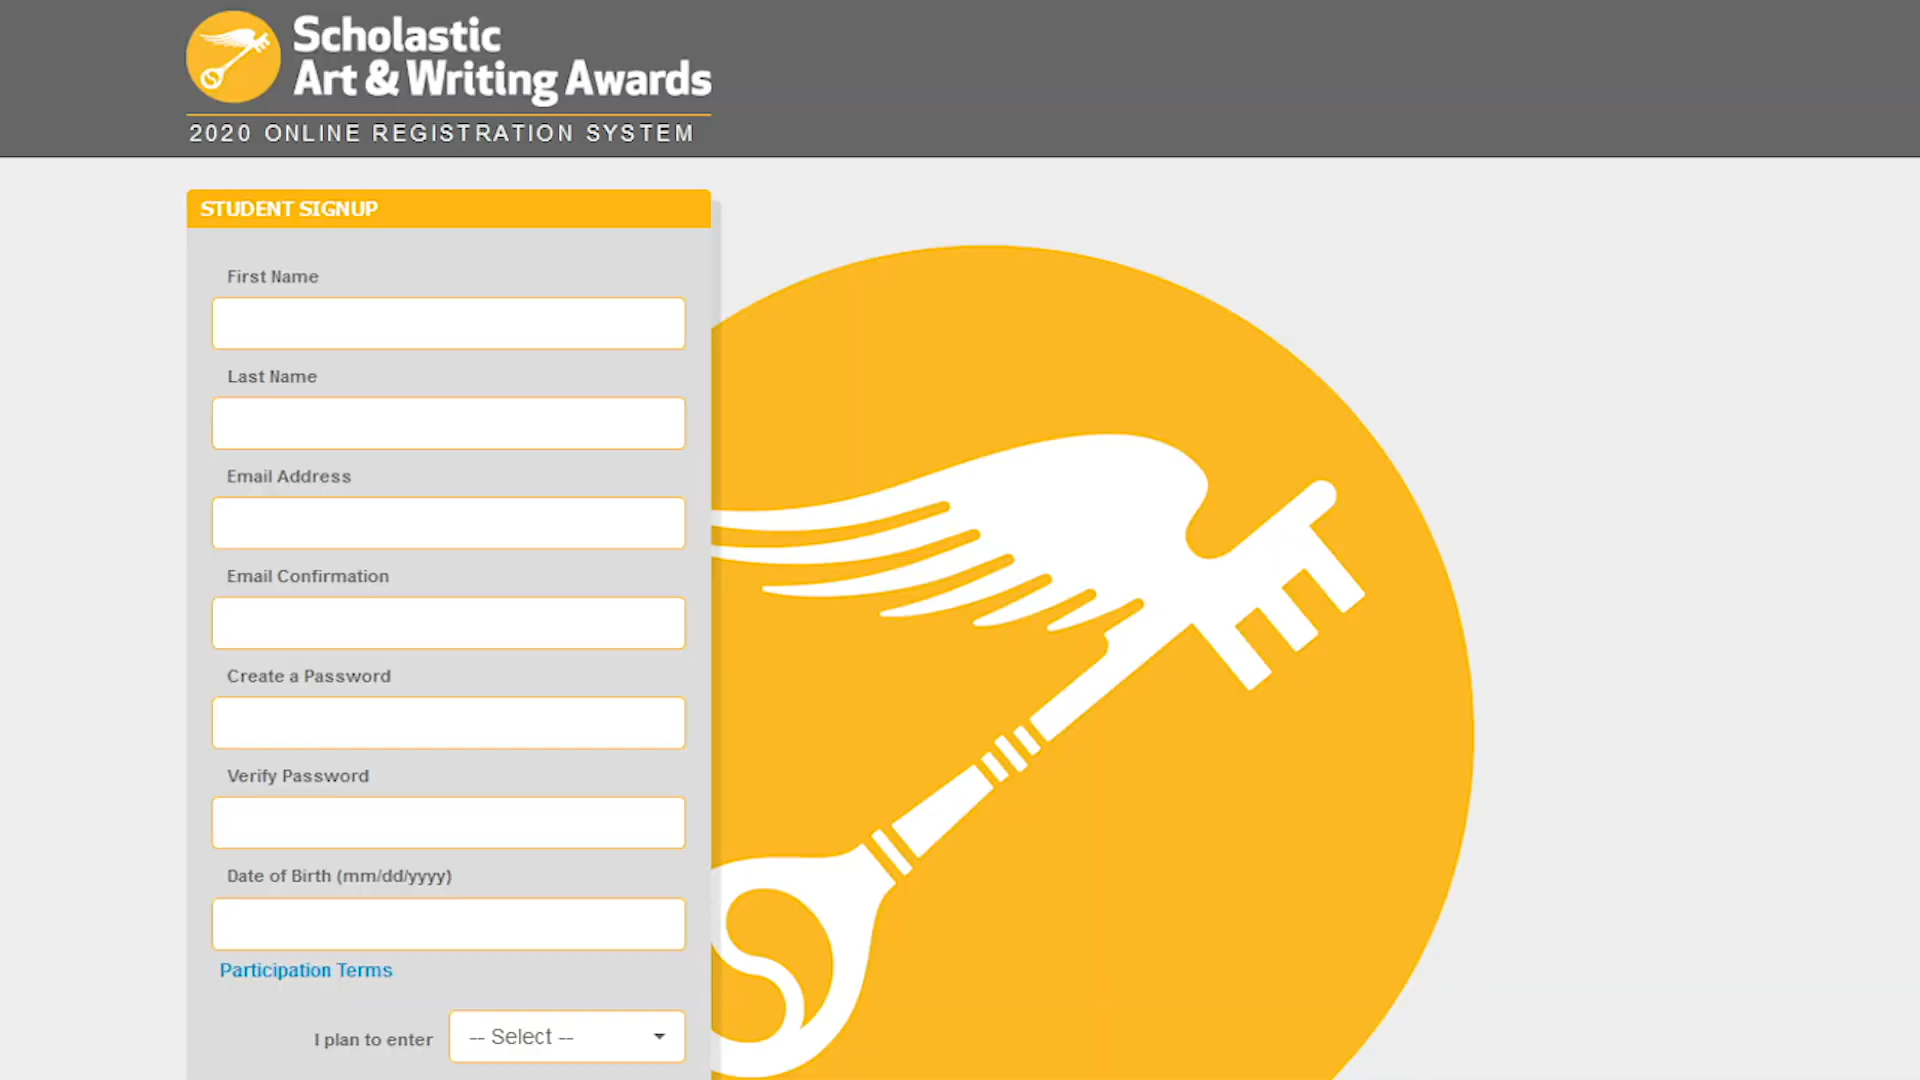 Scholastic
Art & Writing Awards
2020 ONLINE REGISTRATION SYSTEM
STUDENT SIGNUP
First Name
Last Name
Email Address
Email Confirmation
Create a Password
Verify Password
Date of Birth (mm/dd/yyyy)
Participation Terms
I plan to enter -- Select --